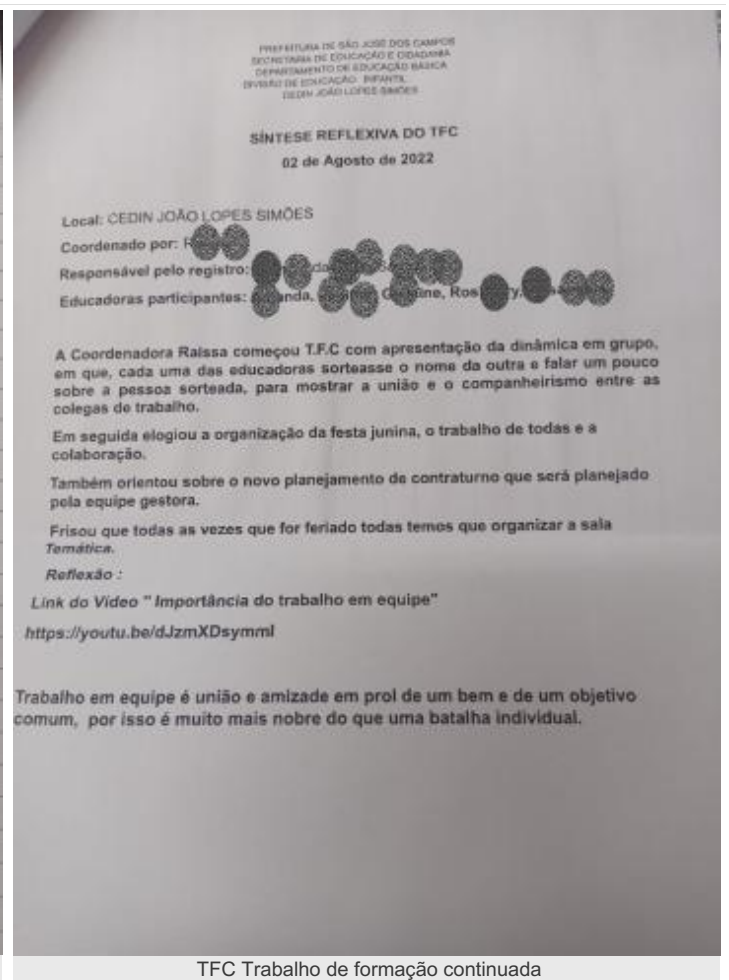 PREFEITURA DE SÃO JOSÉ DOS CAMPOS
SECRETARIA DE EDUCAÇÃO E CIDADANIA
DEPARTAMENTO DE EDUCAÇÃO BÁSICA
DIVISÃO DE EDUCAÇÃO INFANTIL
CEDIN JOÃO LOPES SIMÕES
SÍNTESE REFLEXIVA DO TFC
02 de Agosto de 2022
Local: CEDIN JOÃO LOPES SIMÕES
Coordenado por:
Responsável pelo registro:
Educadoras participantes:
A Coordenadora Raissa começou T.F.C com apresentação da dinâmica em grupo,
em que, cada uma das educadoras sorteasse o nome da outra e falar um pouco
sobre a pessoa sorteada, para mostrar a união e o companheirismo entre as
colegas de trabalho.
Em seguida elogiou a organização da festa junina, o trabalho de todas e a
colaboração.
Também orientou sobre o novo planejamento de contraturno que será planejado
pela equipe gestora.
Frisou que todas as vezes que for feriado todas temos que organizar a sala
Temática.
Reflexão :
Link do Vídeo " Importância do trabalho em equipe"
https://youtu.be/dJzmXDsymmI
Trabalho em equipe é união e amizade em prol de um bem e de um objetivo
comum, por isso é muito mais nobre do que uma batalha individual.
TFC Trabalho de formação continuada